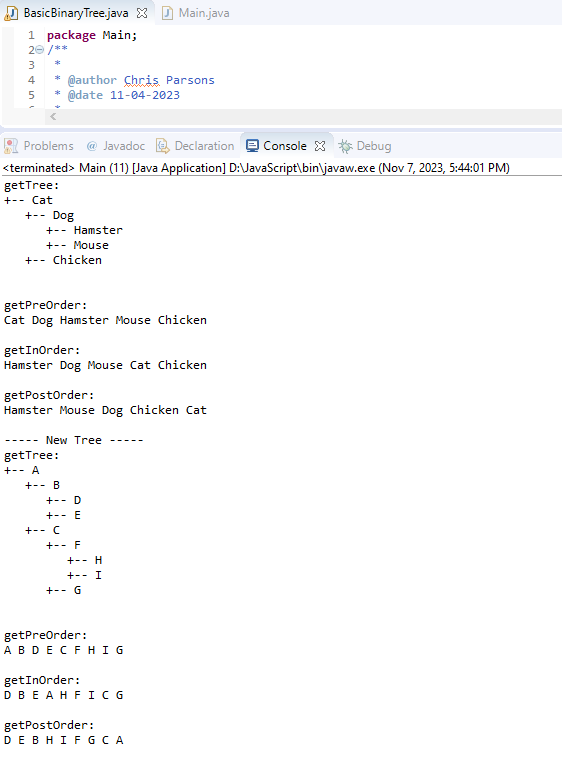 BasicBinaryTree.java Main.java
1 package Main;
2 /**
3  *
4  * @author Chris Parsons
5  * @date 11-04-2023
Problems @ Javadoc Declaration Console Debug
<terminated> Main (11) [Java Application] D:\JavaScript\bin\javaw.exe (Nov 7, 2023, 5:44:01 PM)
getTree:
+-- Cat
   +-- Dog
      +-- Hamster
      +-- Mouse
   +-- Chicken
getPreOrder:
Cat Dog Hamster Mouse Chicken
getInOrder:
Hamster Dog Mouse Cat Chicken
getPostOrder:
Hamster Mouse Dog Chicken Cat
----- New Tree -----
getTree:
+-- A
   +-- B
      +-- D
      +-- E
   +-- C
      +-- F
         +-- H
         +-- I
      +-- G
getPreOrder:
A B D E C F H I G
getInOrder:
D B E A H F I C G
getPostOrder:
D E B H I F G C A